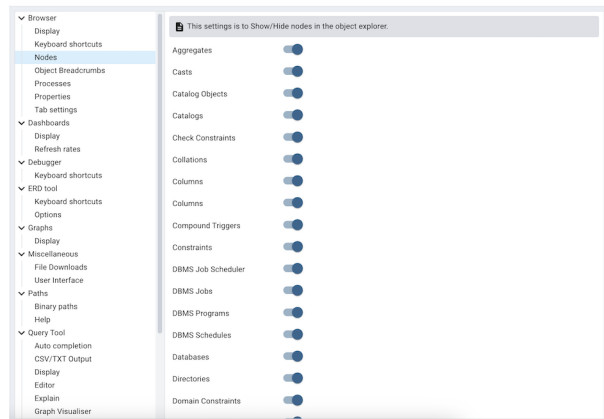 Browser
Display
Keyboard shortcuts
Nodes
Object Breadcrumbs
Processes
Properties
Tab settings
Dashboards
Display
Refresh rates
Debugger
Keyboard shortcuts
ERD tool
Keyboard shortcuts
Options
Graphs
Display
Miscellaneous
File Downloads
User Interface
Paths
Binary paths
Help
Query Tool
Auto completion
CSV/TXT Output
Display
Editor
Explain
Graph Visualiser
This settings is to Show/Hide nodes in the object explorer.
Aggregates
Casts
Catalog Objects
Catalogs
Check Constraints
Collations
Columns
Columns
Compound Triggers
Constraints
DBMS Job Scheduler
DBMS Jobs
DBMS Programs
DBMS Schedules
Databases
Directories
Domain Constraints